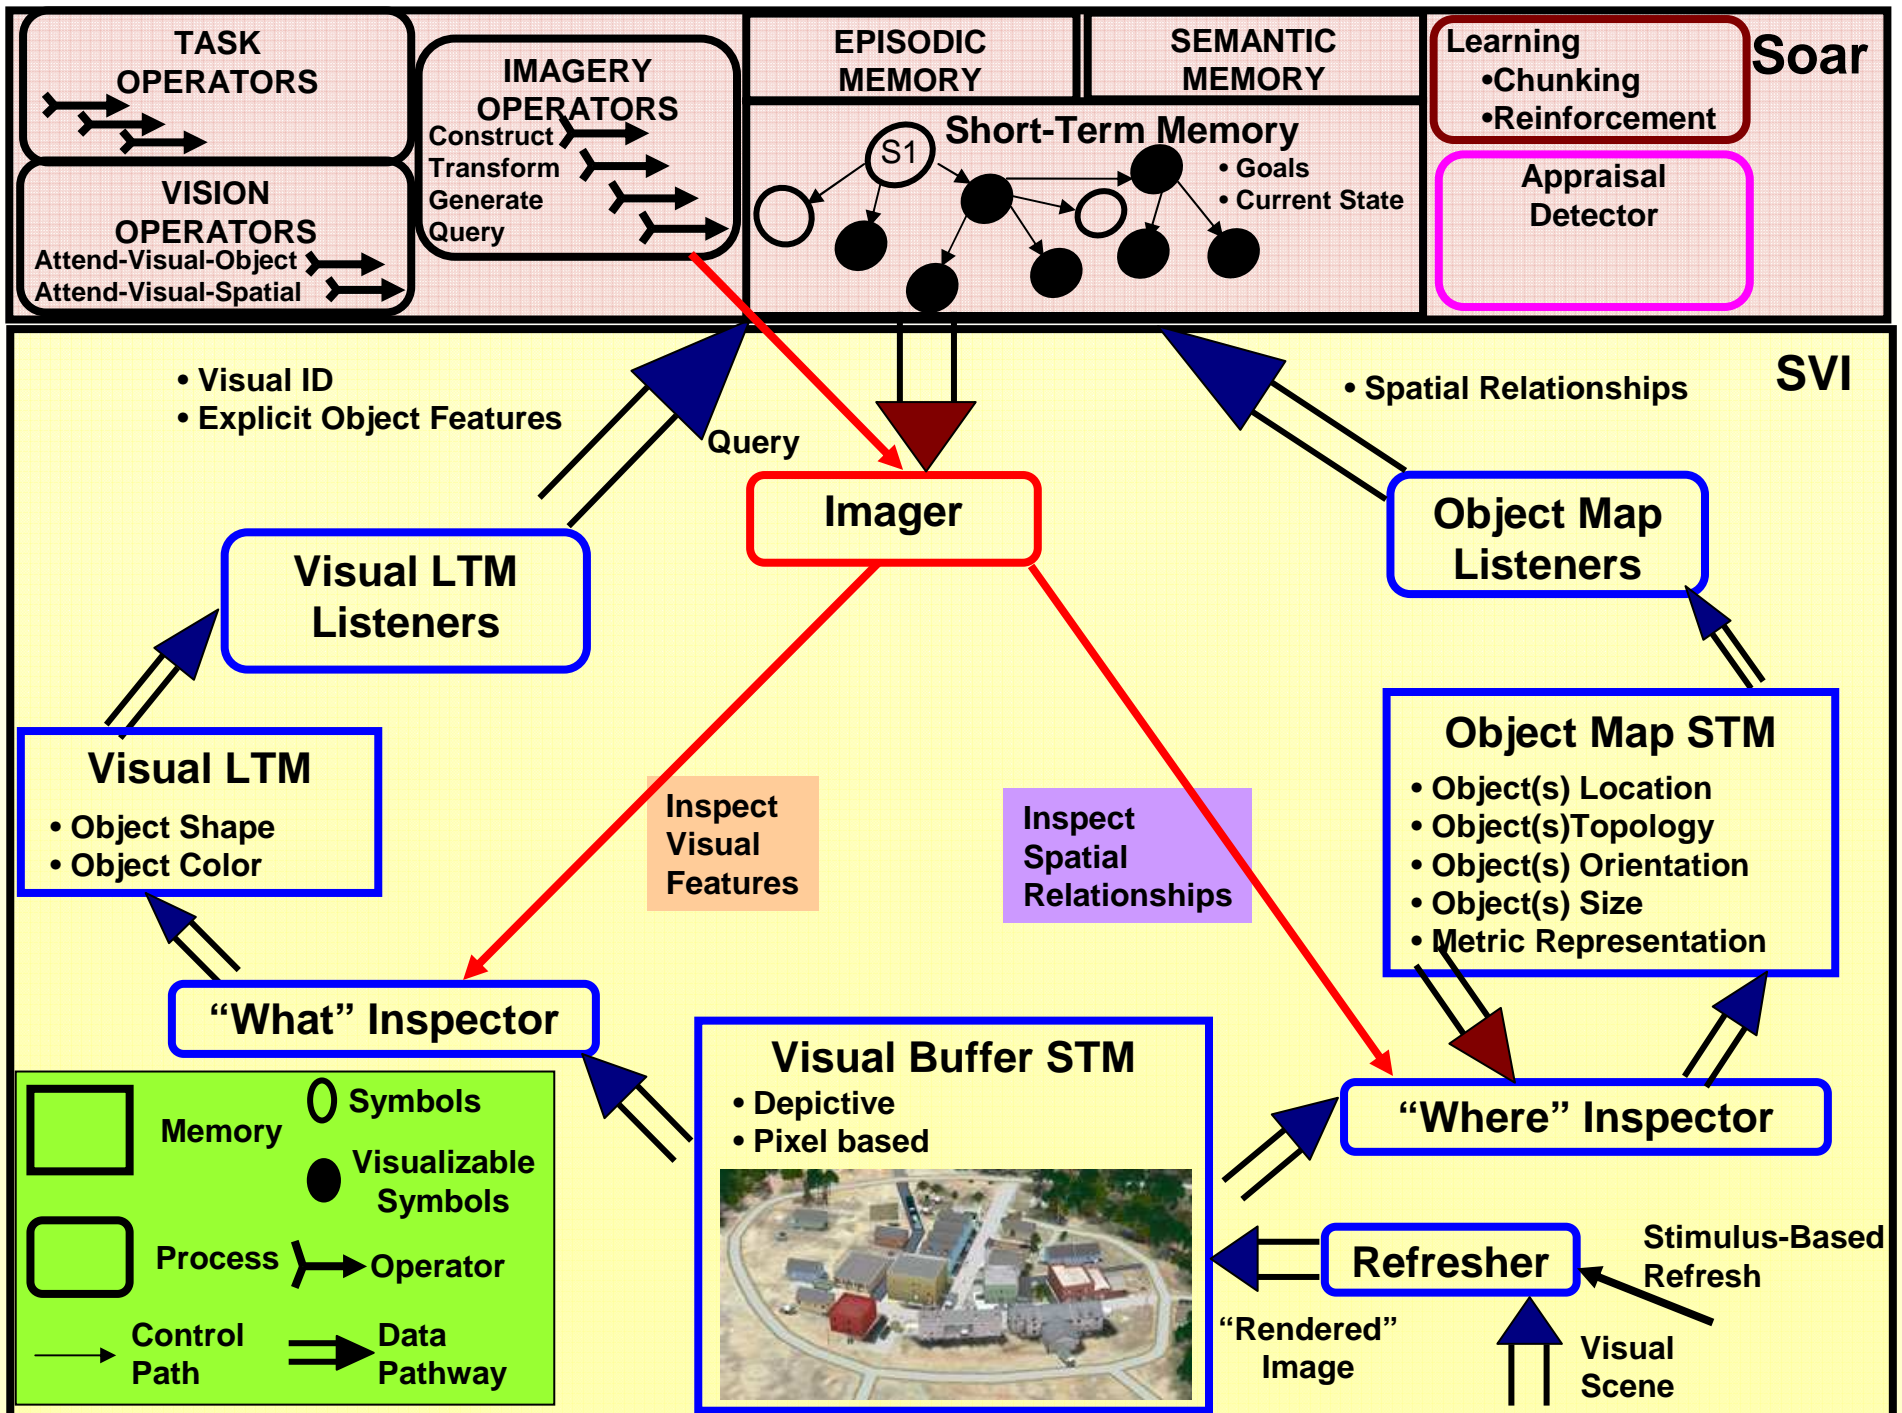 TASK
OPERATORS
IMAGERY
OPERATORS
Construct
Transform
Generate
Query
VISION
OPERATORS
Attend-Visual-Object
Attend-Visual-Spatial
EPISODIC
MEMORY
SEMANTIC
MEMORY
Short-Term Memory
S1
• Goals
• Current State
Learning
•Chunking
•Reinforcement
Soar
Appraisal
Detector
SVI
• Visual ID
• Explicit Object Features
Query
• Spatial Relationships
Imager
Object Map
Listeners
Visual LTM
Listeners
Visual LTM
• Object Shape
• Object Color
Inspect
Visual
Features
Inspect
Spatial
Relationships
Object Map STM
• Object(s) Location
• Object(s)Topology
• Object(s) Orientation
• Object(s) Size
• Metric Representation
“What” Inspector
Visual Buffer STM
• Depictive
• Pixel based
“Where” Inspector
Refresher
Stimulus-Based
Refresh
“Rendered”
Image
Visual
Scene
Memory
Symbols
Visualizable
Symbols
Process
Operator
Control
Path
Data
Pathway